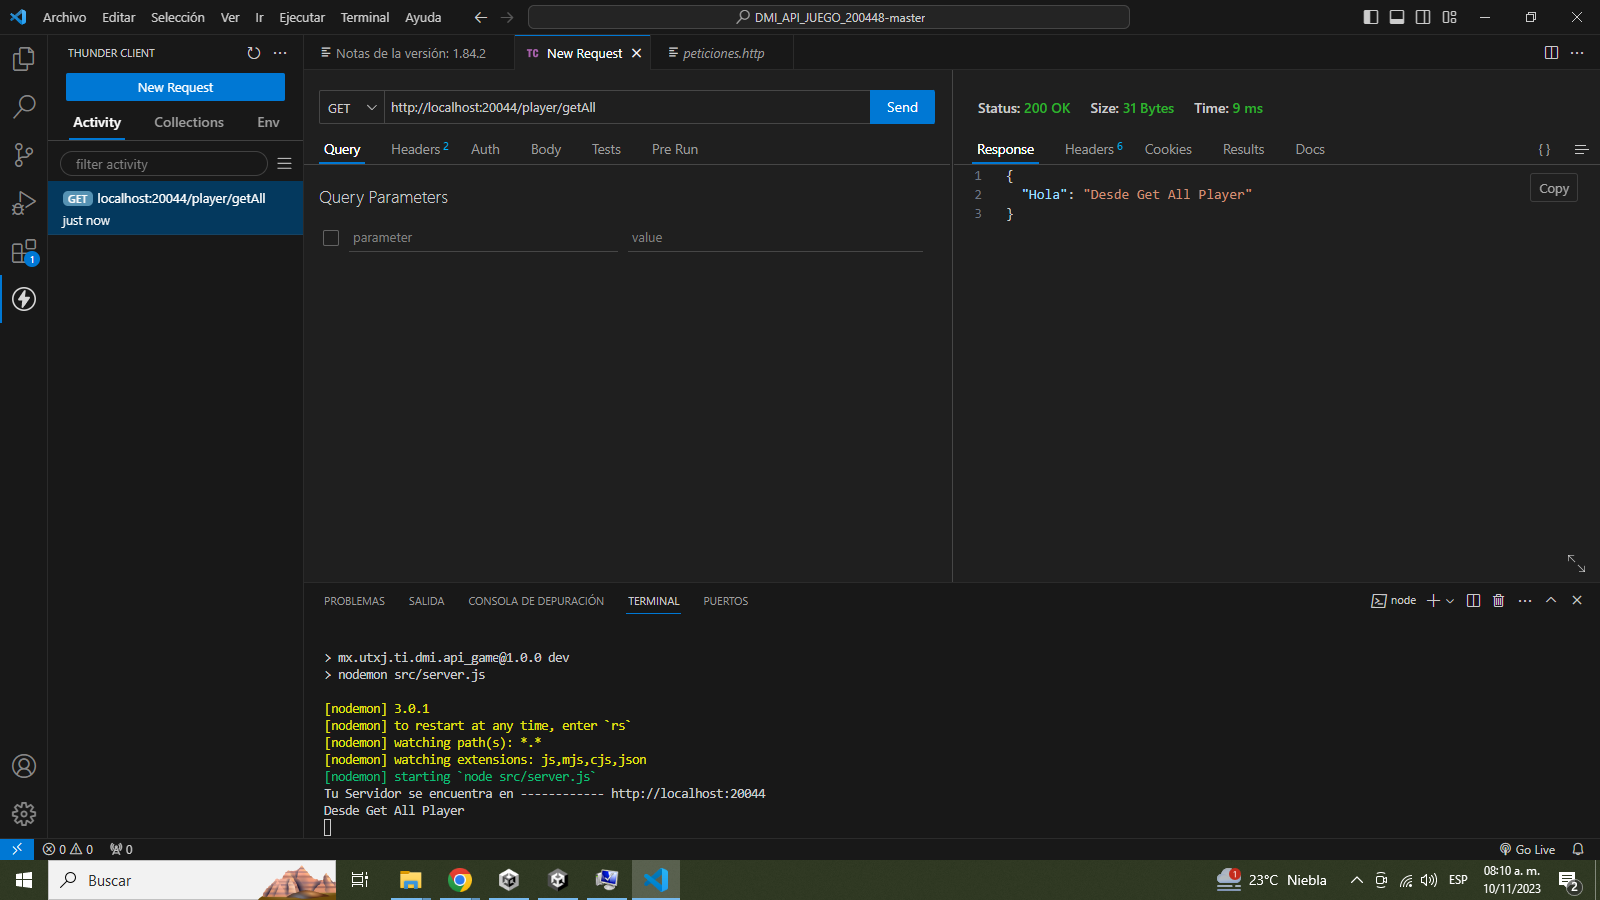 Archivo Editar Selección Ver Ir Ejecutar Terminal Ayuda
DMI_API_JUEGO_200448-master
THUNDER CLIENT
New Request
Activity Collections Env
filter activity
GET localhost:20044/player/getAll
just now
1
Notas de la versión: 1.84.2
TC New Request
peticiones.http
GET http://localhost:20044/player/getAll Send
Query Headers 2 Auth Body Tests Pre Run
Query Parameters
parameter value
Status: 200 OK Size: 31 Bytes Time: 9 ms
Response Headers 6 Cookies Results Docs { }
1 {
2 "Hola": "Desde Get All Player"
3 }
Copy
PROBLEMAS SALIDA CONSOLA DE DEPURACIÓN TERMINAL PUERTOS
node
> mx.utxj.ti.dmi.api_game@1.0.0 dev
> nodemon src/server.js
[nodemon] 3.0.1
[nodemon] to restart at any time, enter `rs`
[nodemon] watching path(s): *.*
[nodemon] watching extensions: js,mjs,cjs,json
[nodemon] starting `node src/server.js`
Tu Servidor se encuentra en ------------ http://localhost:20044
Desde Get All Player
0 0 0
Go Live
Buscar
1 23°C Niebla
ESP
08:10 a. m.
10/11/2023
2